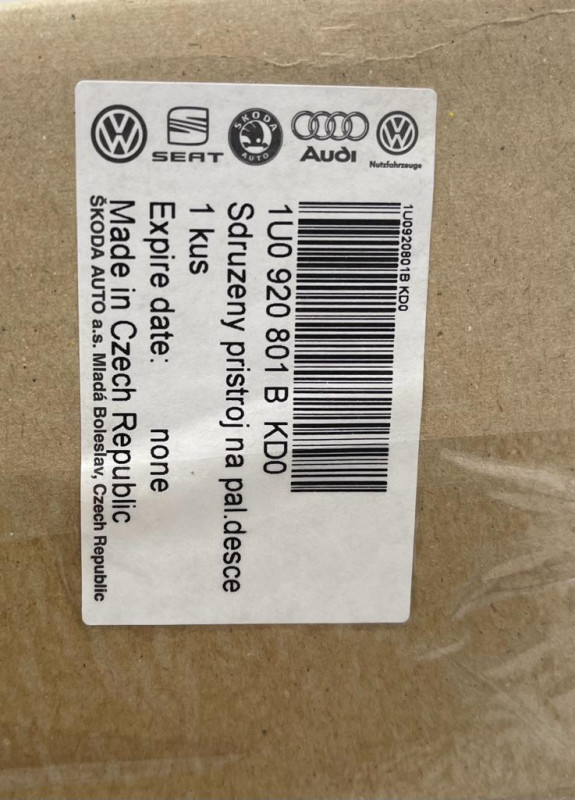 SEAT
ŠKODA
AUTO
Audi
Nutzfahrzeuge
1U0920801B KD0
1U0 920 801 B KD0
Sdruzeny pristroj na pal.desce
1 kus
Expire date: none
Made in Czech Republic
ŠKODA AUTO a.s. Mladá Boleslav, Czech Republic